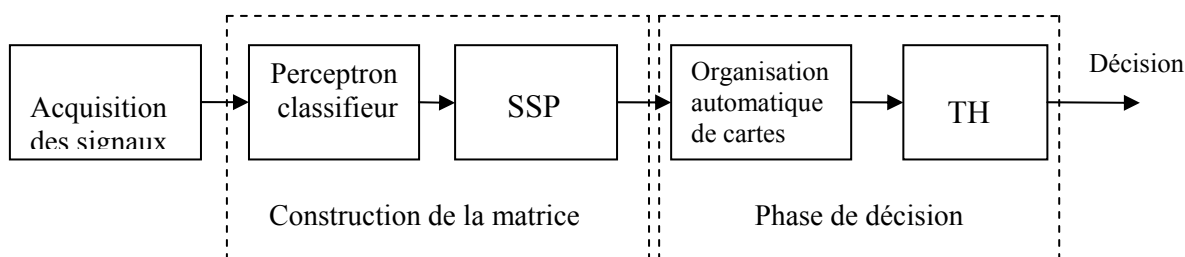 Acquisition
des signaux
Perceptron
classifieur
SSP
Organisation
automatique
de cartes
TH
Décision
Construction de la matrice
Phase de décision